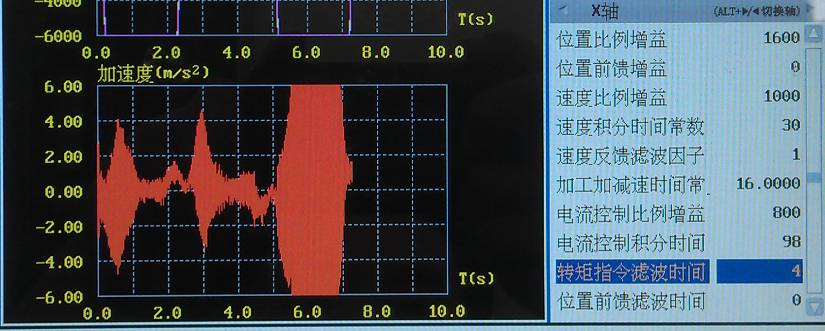 -4000
-6000
T(s)
0.0 2.0 4.0 6.0 8.0 10.0
加速度(m/s2)
6.00
4.00
2.00
0.00
-2.00
-4.00
-6.00
T(s)
0.0 2.0 4.0 6.0 8.0 10.0
X轴 (ALT+▶/◀切换轴)
位置比例增益 1600
位置前馈增益 0
速度比例增益 1000
速度积分时间常数 30
速度反馈滤波因子 1
加工加减速时间常 16.0000
电流控制比例增益 800
电流控制积分时间 98
转矩指令滤波时间 4
位置前馈滤波时间 0